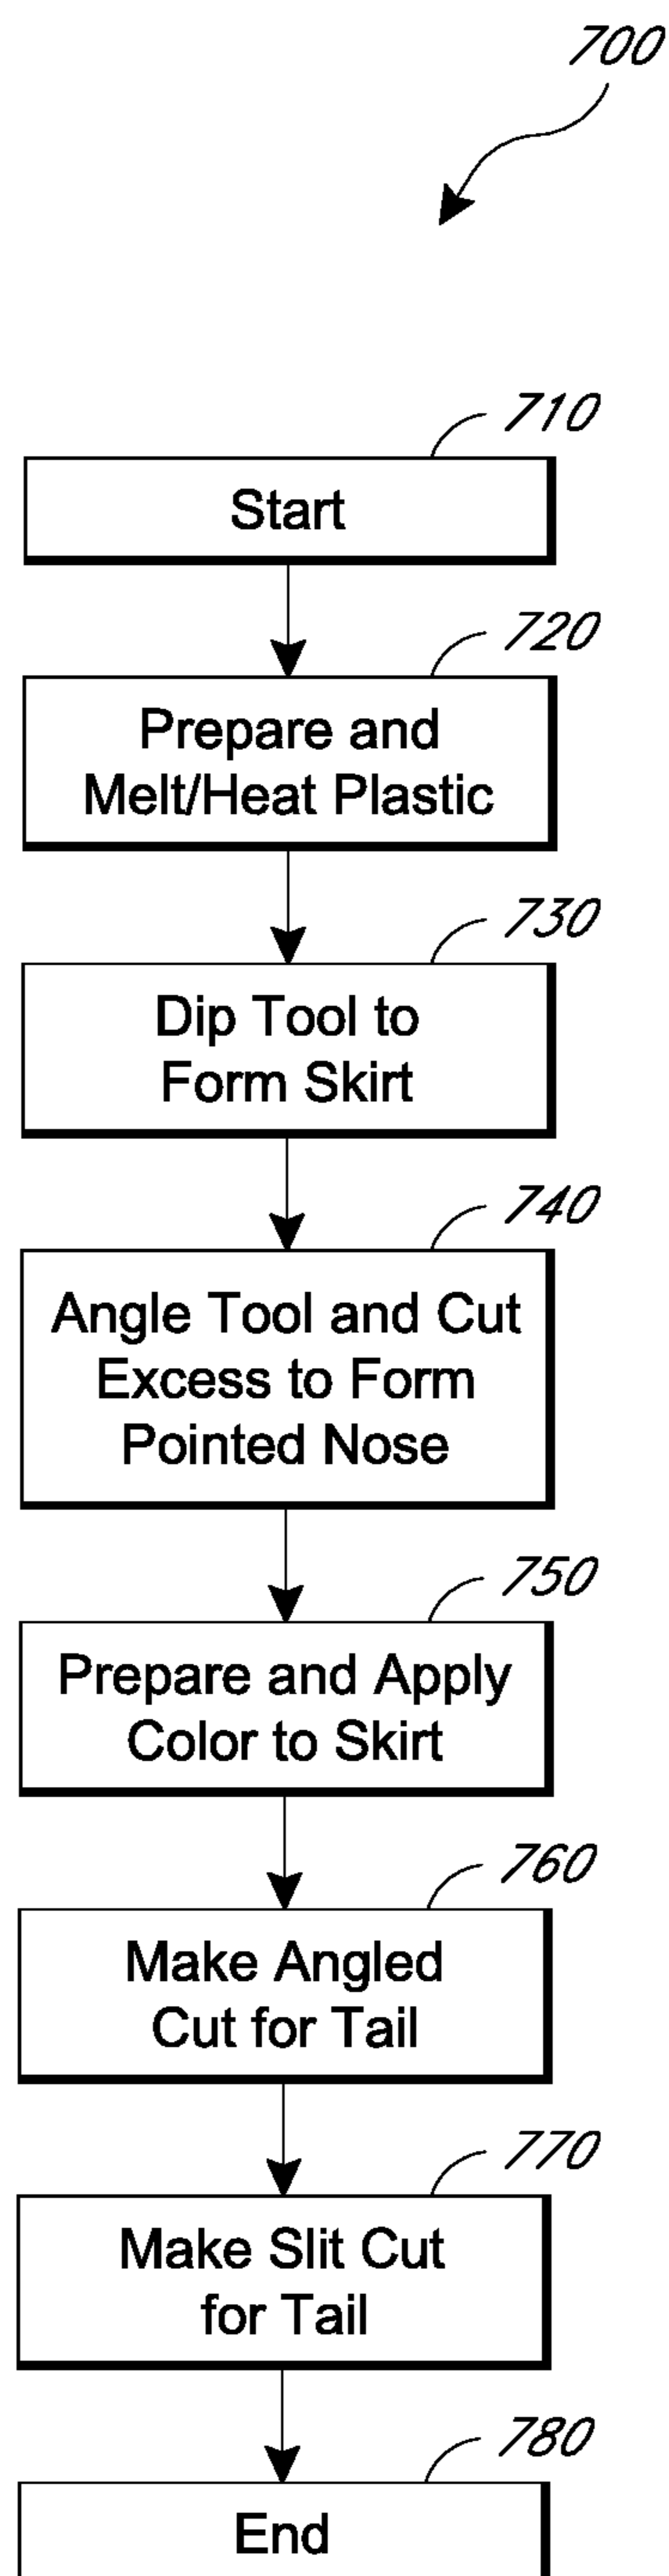 700
710
Start
720
Prepare and
Melt/Heat Plastic
730
Dip Tool to
Form Skirt
740
Angle Tool and Cut
Excess to Form
Pointed Nose
750
Prepare and Apply
Color to Skirt
760
Make Angled
Cut for Tail
770
Make Slit Cut
for Tail
780
End